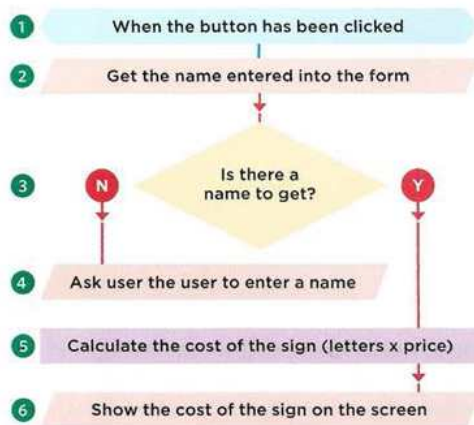 1 When the button has been clicked
2 Get the name entered into the form
Is there a
name to get?
3 N Y
4 Ask user the user to enter a name
5 Calculate the cost of the sign (letters x price)
6 Show the cost of the sign on the screen